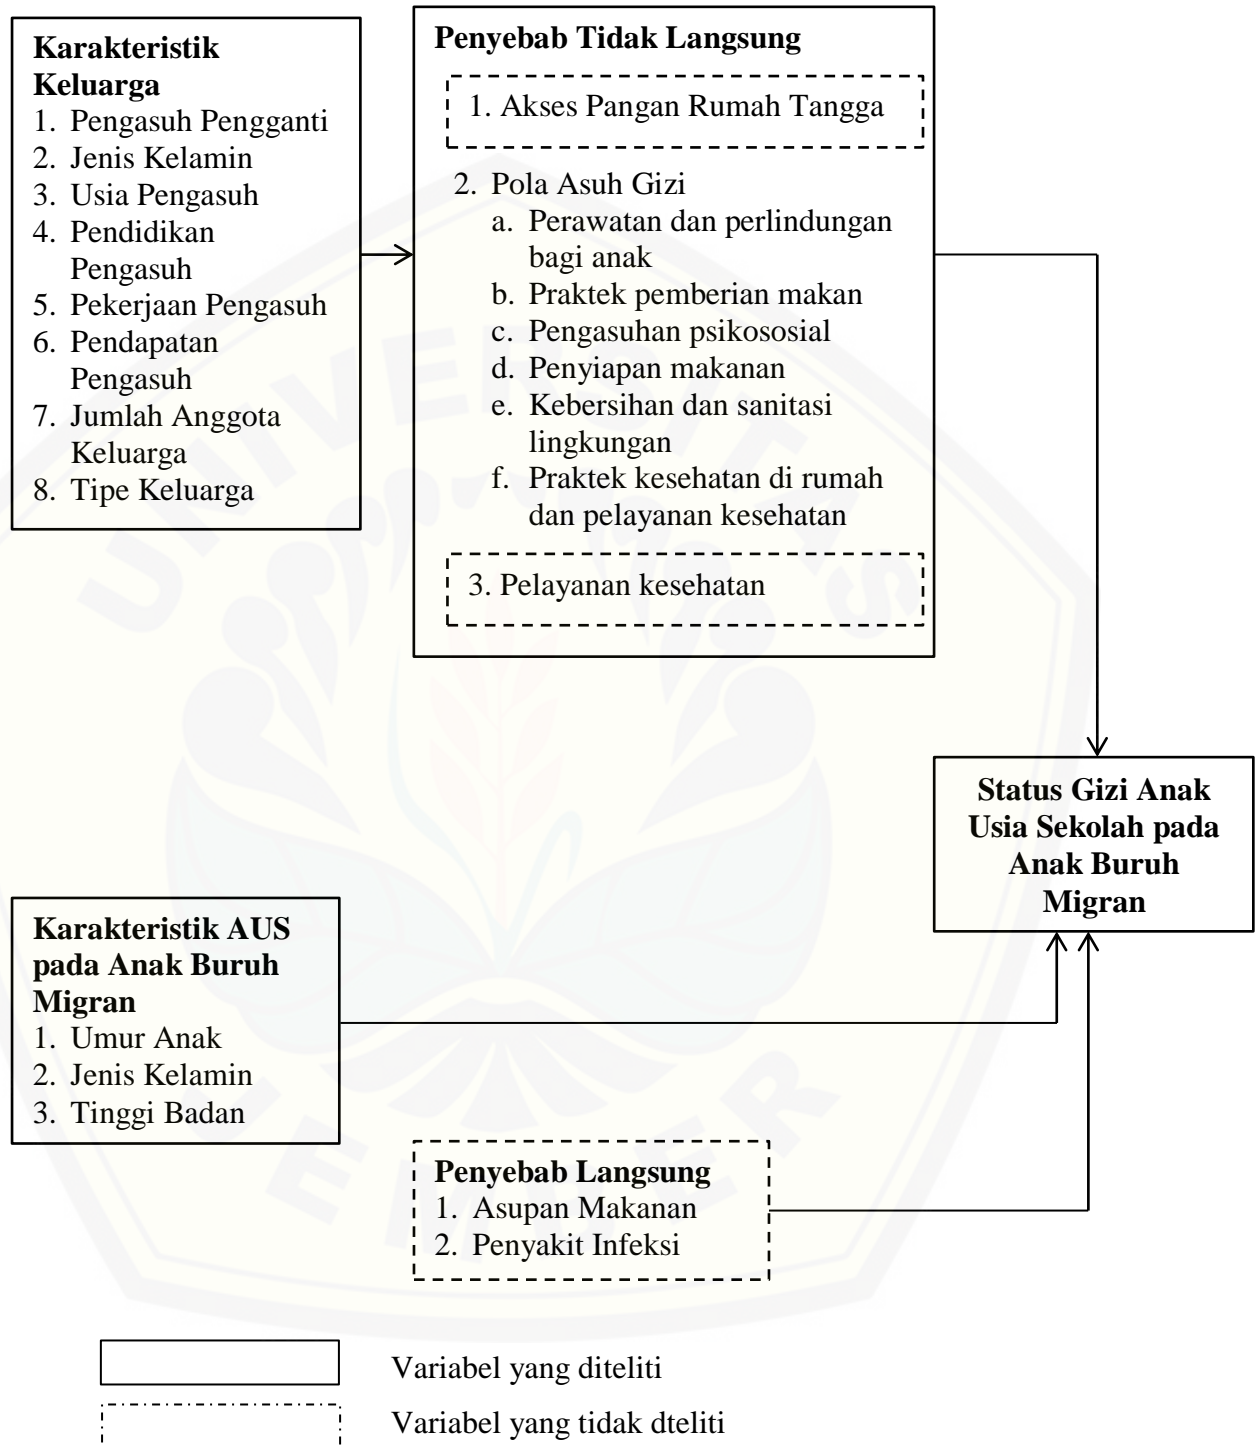 Karakteristik
Keluarga
1. Pengasuh Pengganti
2. Jenis Kelamin
3. Usia Pengasuh
4. Pendidikan
Pengasuh
5. Pekerjaan Pengasuh
6. Pendapatan
Pengasuh
7. Jumlah Anggota
Keluarga
8. Tipe Keluarga
Penyebab Tidak Langsung
1. Akses Pangan Rumah Tangga
2. Pola Asuh Gizi
a. Perawatan dan perlindungan
bagi anak
b. Praktek pemberian makan
c. Pengasuhan psikososial
d. Penyiapan makanan
e. Kebersihan dan sanitasi
lingkungan
f. Praktek kesehatan di rumah
dan pelayanan kesehatan
3. Pelayanan kesehatan
Status Gizi Anak
Usia Sekolah pada
Anak Buruh
Migran
Karakteristik AUS
pada Anak Buruh
Migran
1. Umur Anak
2. Jenis Kelamin
3. Tinggi Badan
Penyebab Langsung
1. Asupan Makanan
2. Penyakit Infeksi
Variabel yang diteliti
Variabel yang tidak dteliti
UNIVERSITAS
JEMBER